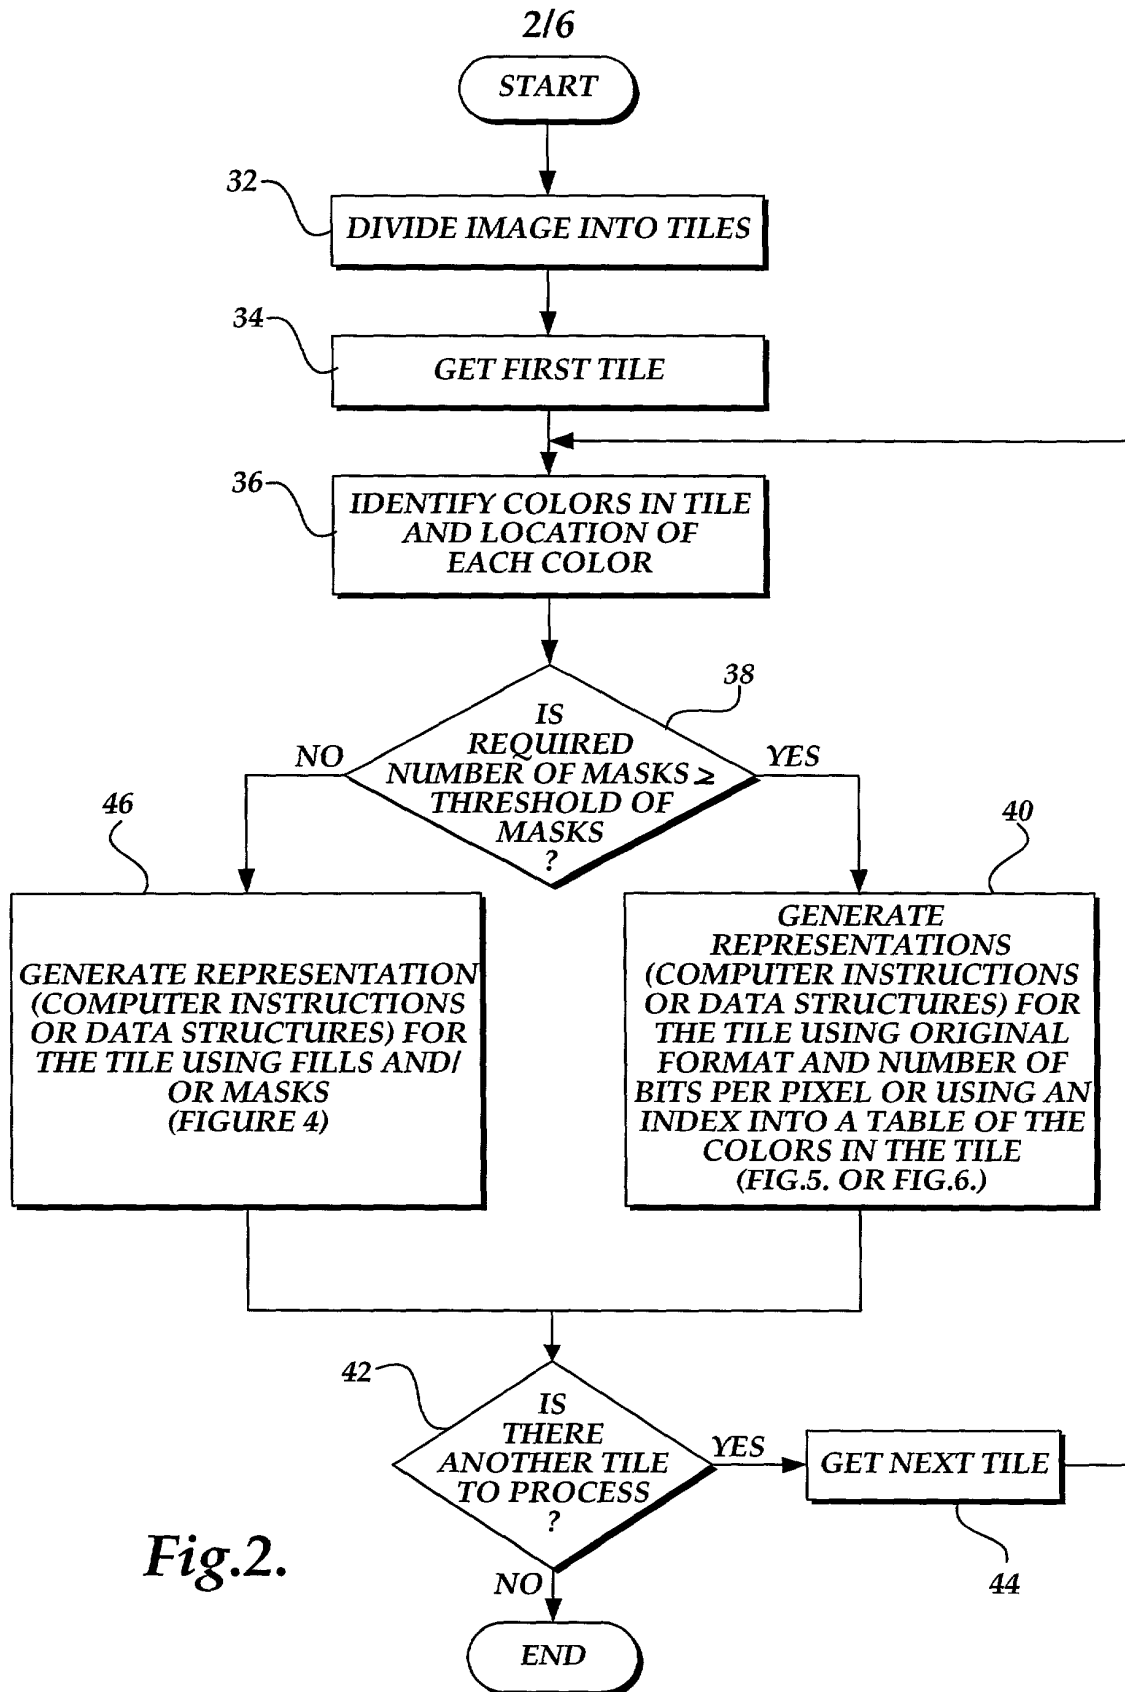 2/6
START
32
DIVIDE IMAGE INTO TILES
34
GET FIRST TILE
36
IDENTIFY COLORS IN TILE
AND LOCATION OF
EACH COLOR
38
IS
REQUIRED
NUMBER OF MASKS ≥
THRESHOLD OF
MASKS
?
NO
YES
46
GENERATE REPRESENTATION
(COMPUTER INSTRUCTIONS
OR DATA STRUCTURES) FOR
THE TILE USING FILLS AND/
OR MASKS
(FIGURE 4)
40
GENERATE
REPRESENTATIONS
(COMPUTER INSTRUCTIONS
OR DATA STRUCTURES) FOR
THE TILE USING ORIGINAL
FORMAT AND NUMBER OF
BITS PER PIXEL OR USING AN
INDEX INTO A TABLE OF THE
COLORS IN THE TILE
(FIG.5. OR FIG.6.)
42
IS
THERE
ANOTHER TILE
TO PROCESS
?
YES
GET NEXT TILE
44
NO
END
Fig.2.